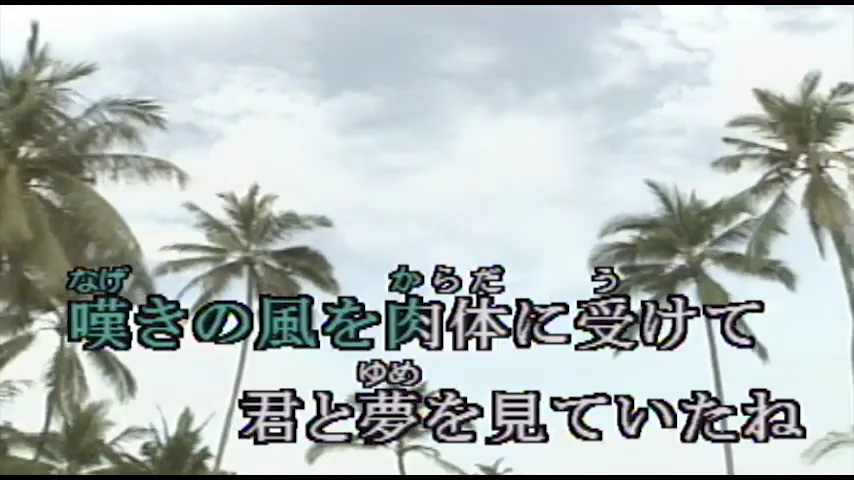 なげ からだ う
嘆きの風を肉体に受けて
ゆめ
君と夢を見ていたね